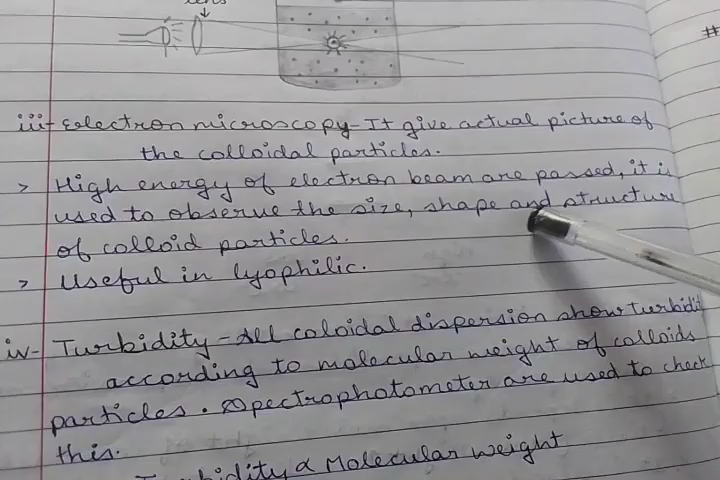 lens
#
iii- Electron microscopy - It give actual picture of
the colloidal particles.
> High energy of electron beam are passed, it is
used to observe the size, shape and structure
of colloid particles.
> Useful in lyophilic.
iv- Turbidity - All coloidal dispersion show turbidit
according to molecular weight of colloids
particles. Spectrophotometer are used to check
this.
Turbidity α Molecular weight